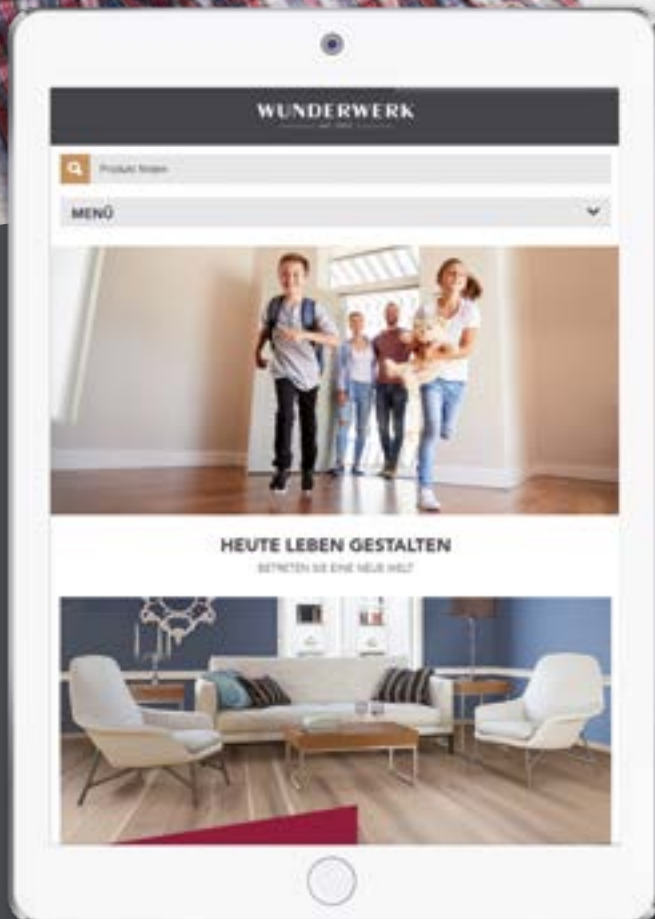 WUNDERWERK
Produkt finden
MENÜ
HEUTE LEBEN GESTALTEN
BETRETEN SIE EINE NEUE WELT